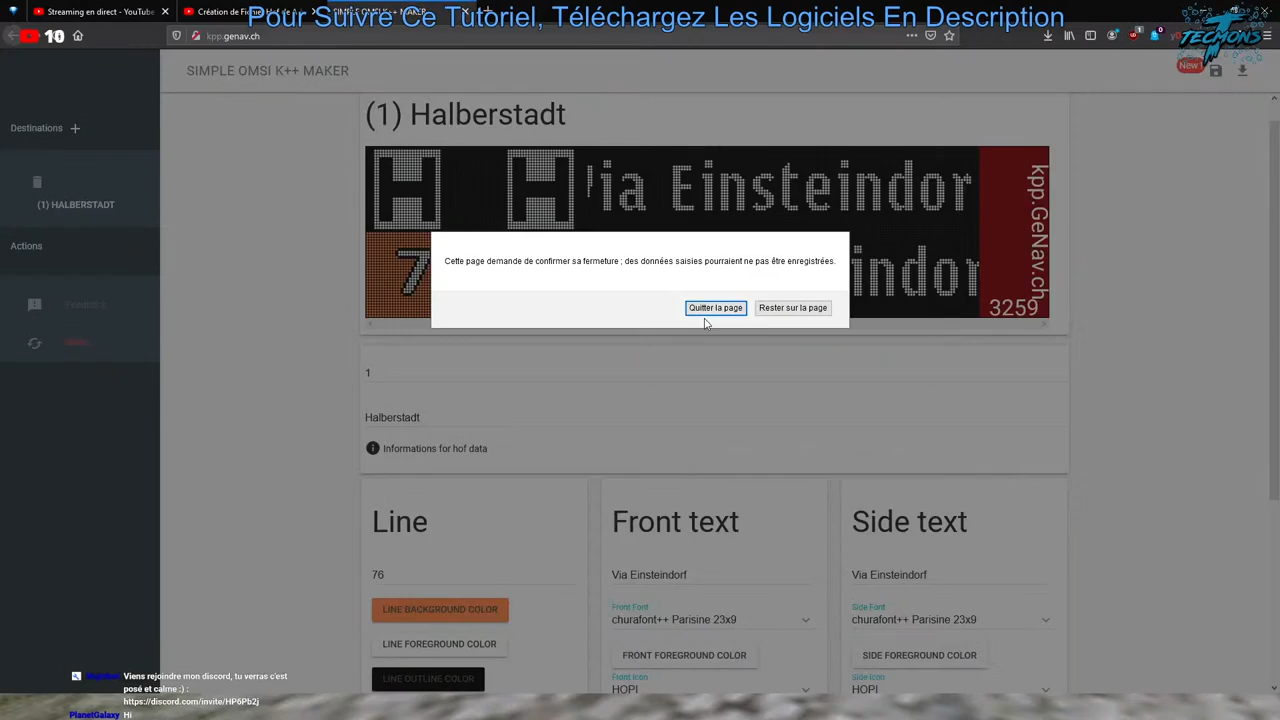 Streaming en direct - YouTube
Pour Suivre Ce Tutoriel, Téléchargez Les Logiciels En Description
TECMONS
10
kpp.genav.ch
SIMPLE OMSI K++ MAKER
New !
(1) Halberstadt
Destinations +
(1) HALBERSTADT
Actions
H H Via Einsteindorf
7
indorf
kpp.GeNav.ch
3259
Cette page demande de confirmer sa fermeture ; des données saisies pourraient ne pas être enregistrées.
Quitter la page
Rester sur la page
1
Halberstadt
Informations for hof data
Line
Front text
Side text
76
Via Einsteindorf
Via Einsteindorf
LINE BACKGROUND COLOR
Front Font
churafont++ Parisine 23x9
Side Font
churafont++ Parisine 23x9
LINE FOREGROUND COLOR
FRONT FOREGROUND COLOR
SIDE FOREGROUND COLOR
LINE OUTLINE COLOR
Front Icon
HOPI
Side Icon
HOPI
Viens rejoindre mon discord, tu verras c'est
posé et calme :) :
https://discord.com/invite/HP6Pb2j
PlanetGalaxy Hi